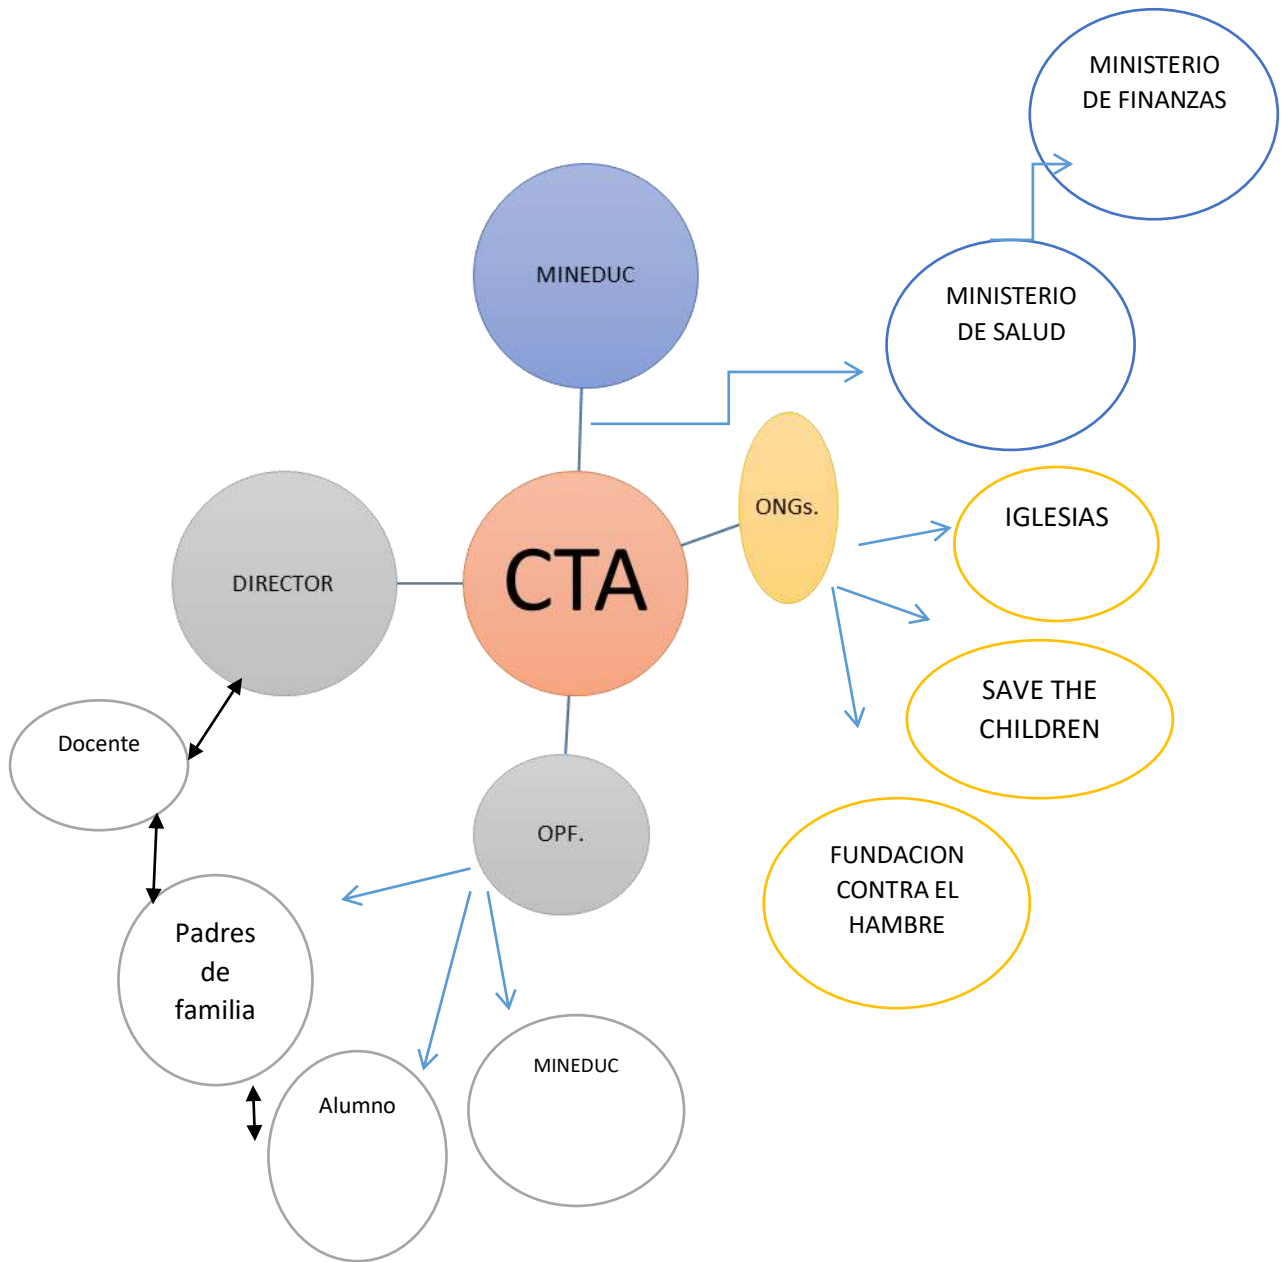 MINISTERIO
DE FINANZAS
MINEDUC
MINISTERIO
DE SALUD
ONGs.
IGLESIAS
DIRECTOR
CTA
SAVE THE
CHILDREN
Docente
OPF.
FUNDACION
CONTRA EL
HAMBRE
Padres
de
familia
MINEDUC
Alumno